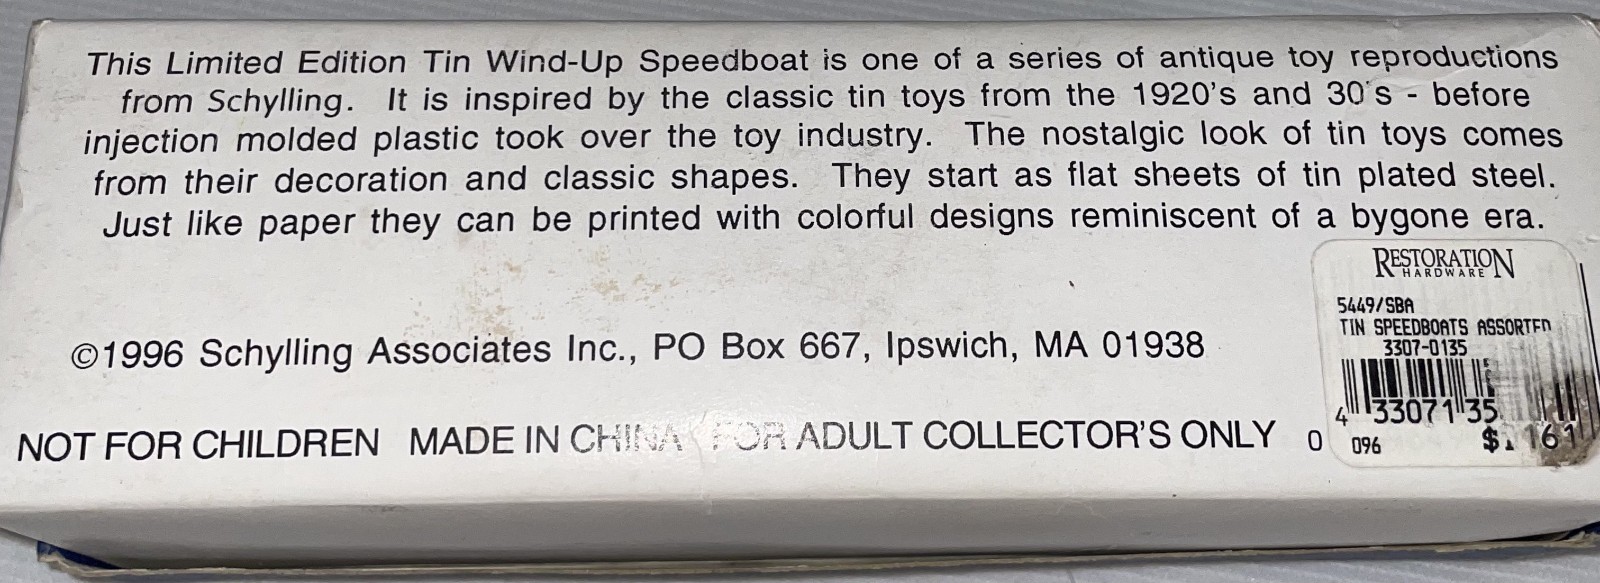 This Limited Edition Tin Wind-Up Speedboat is one of a series of antique toy reproductions
from Schylling. It is inspired by the classic tin toys from the 1920's and 30's - before
injection molded plastic took over the toy industry. The nostalgic look of tin toys comes
from their decoration and classic shapes. They start as flat sheets of tin plated steel.
Just like paper they can be printed with colorful designs reminiscent of a bygone era.
RESTORATION
HARDWARE
5449/SBA
TIN SPEEDBOATS ASSORTED
3307-0135
4 3307135
096 $
©1996 Schylling Associates Inc., PO Box 667, Ipswich, MA 01938
NOT FOR CHILDREN MADE IN CHINA FOR ADULT COLLECTOR'S ONLY 0